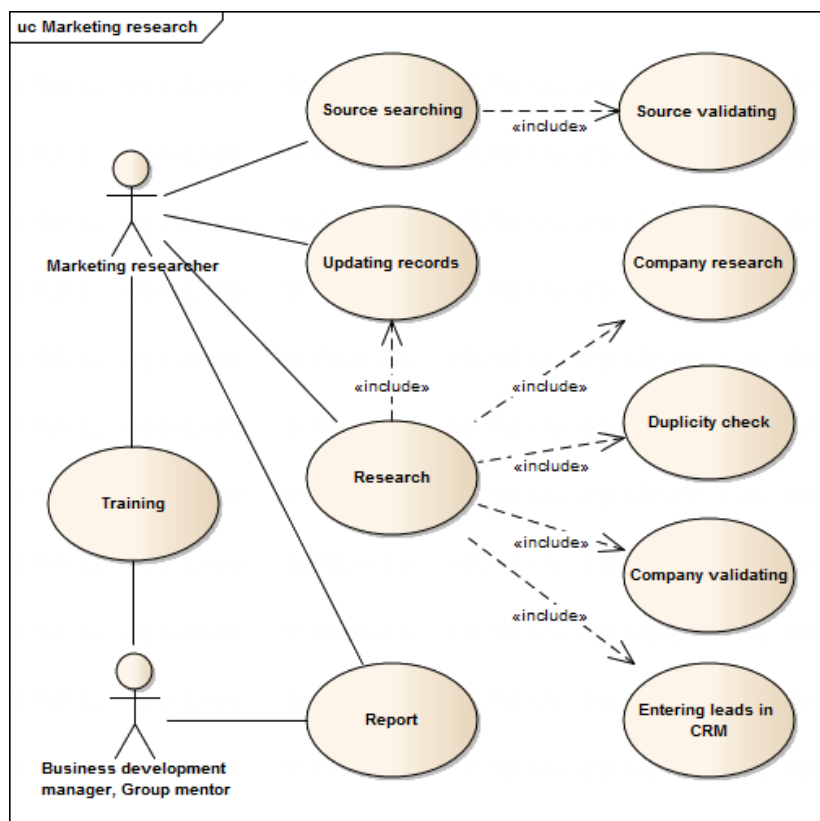 uc Marketing research
Source searching
Source validating
«include»
Marketing researcher
Updating records
Company research
«include»
«include»
Duplicity check
«include»
Training
Research
«include»
Company validating
«include»
Report
Entering leads in
CRM
Business development
manager, Group mentor